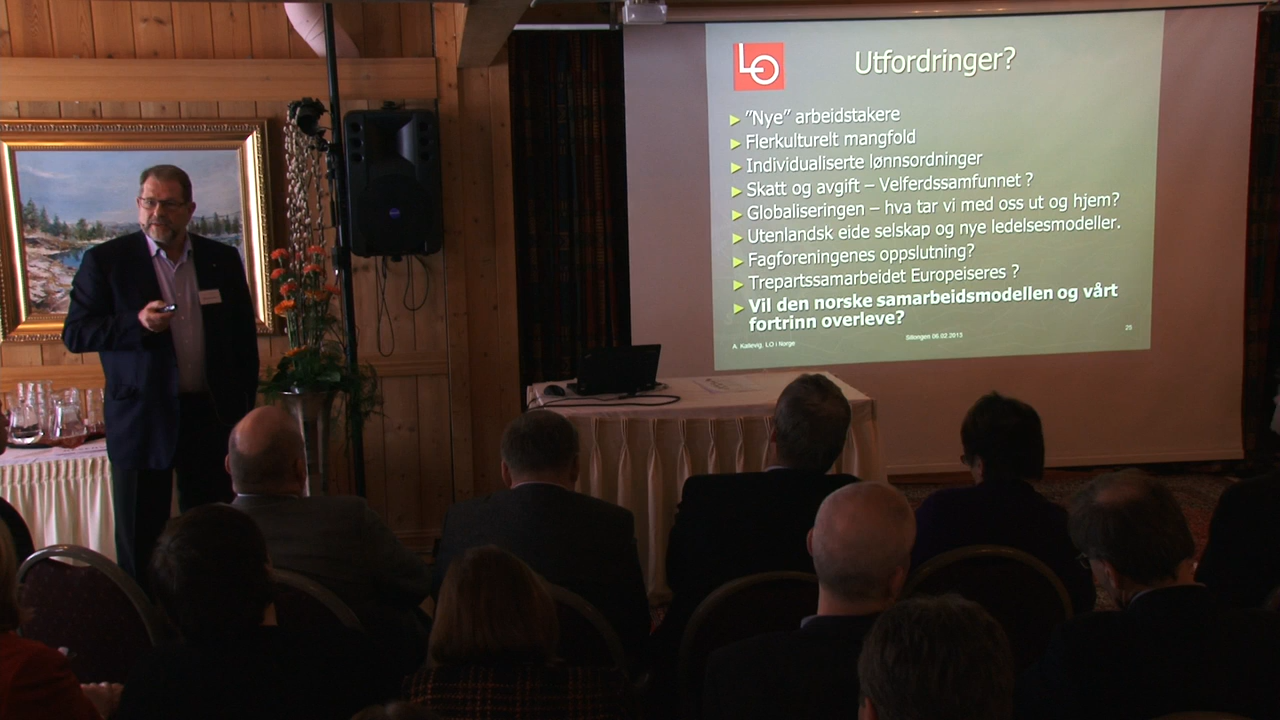 LO
Utfordringer?
”Nye” arbeidstakere
Flerkulturelt mangfold
Individualiserte lønnsordninger
Skatt og avgift – Velferdssamfunnet ?
Globaliseringen – hva tar vi med oss ut og hjem?
Utenlandsk eide selskap og nye ledelsesmodeller.
Fagforeningenes oppslutning?
Trepartssamarbeidet Europeiseres ?
Vil den norske samarbeidsmodellen og vårt
fortrinn overleve?
A. Kallevig, LO i Norge
06.02.2013
25